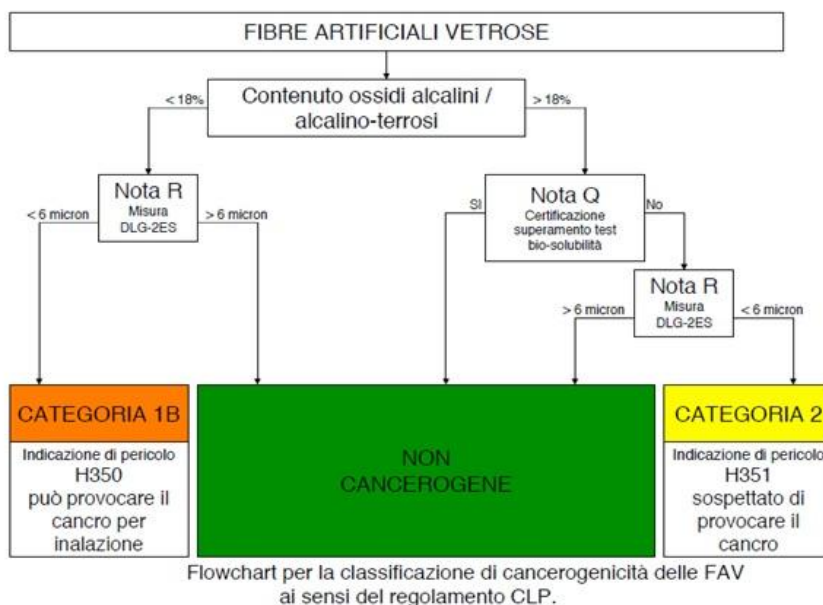 FIBRE ARTIFICIALI VETROSE
< 18%
Contenuto ossidi alcalini /
alcalino-terrosi
> 18%
Nota R
Misura
DLG-2ES
< 6 micron
> 6 micron
SI
Nota Q
Certificazione
superamento test
bio-solubilità
No
Nota R
Misura
DLG-2ES
> 6 micron
< 6 micron
CATEGORIA 1B
Indicazione di pericolo
H350
può provocare il
cancro per
inalazione
NON
CANCEROGENE
CATEGORIA 2
Indicazione di pericolo
H351
sospettato di
provocare il
cancro
Flowchart per la classificazione di cancerogenicità delle FAV
ai sensi del regolamento CLP.